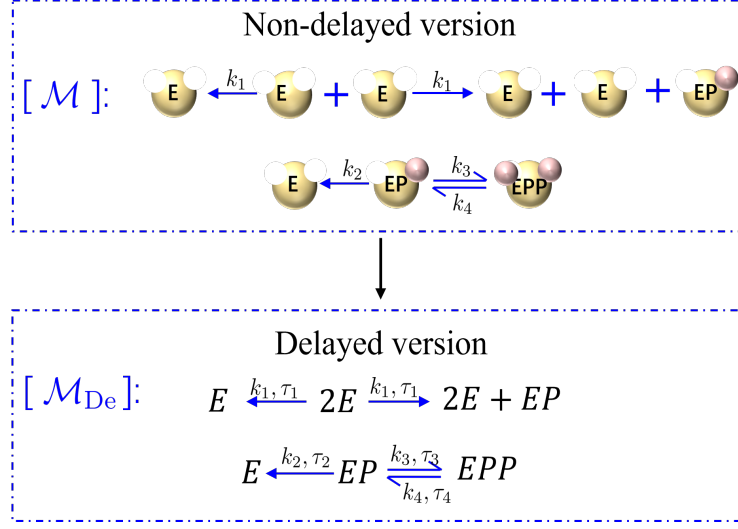 Non-delayed version
[ ℳ ]: E k₁ E + E k₁ E + E + EP
E k₂ EP k₃ k₄ EPP
Delayed version
[ ℳ_De ]: E k₁, τ₁ 2E k₁, τ₁ 2E + EP
E k₂, τ₂ EP k₃, τ₃ k₄, τ₄ EPP